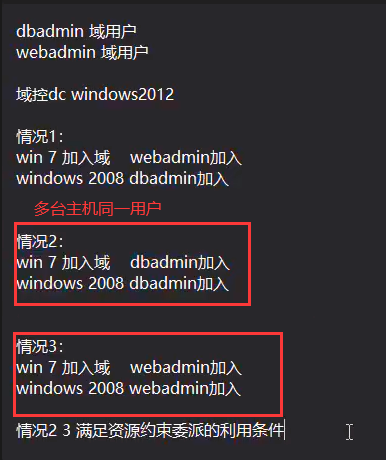 dbadmin 域用户
webadmin 域用户
域控dc windows2012
情况1:
win 7 加入域 webadmin加入
windows 2008 dbadmin加入
多台主机同一用户
情况2:
win 7 加入域 dbadmin加入
windows 2008 dbadmin加入
情况3:
win 7 加入域 webadmin加入
windows 2008 webadmin加入
情况2 3 满足资源约束委派的利用条件